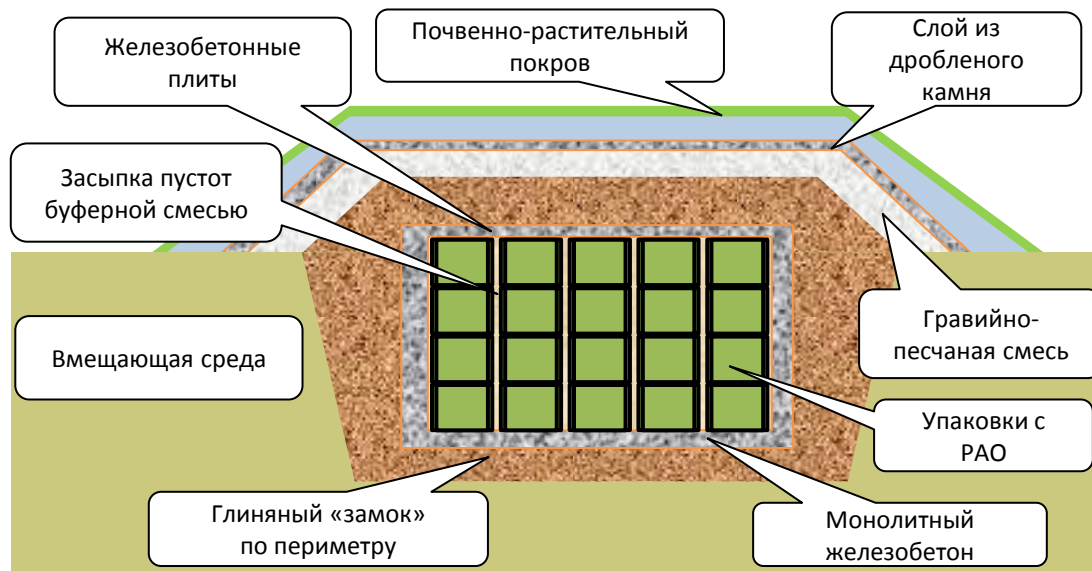 Железобетонные
плиты
Почвенно-растительный
покров
Слой из
дробленого
камня
Засыпка пустот
буферной смесью
Вмещающая среда
Гравийно-
песчаная смесь
Упаковки с
РАО
Глиняный «замок»
по периметру
Монолитный
железобетон